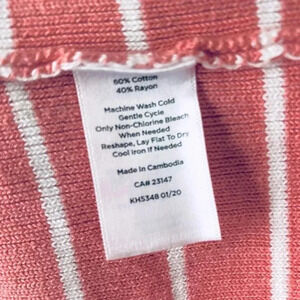 60% Cotton
40% Rayon
Machine Wash Cold
Gentle Cycle
Only Non-Chlorine Bleach
When Needed
Reshape, Lay Flat To Dry
Cool Iron If Needed
Made in Cambodia
CA# 23147
KH5348 01/20